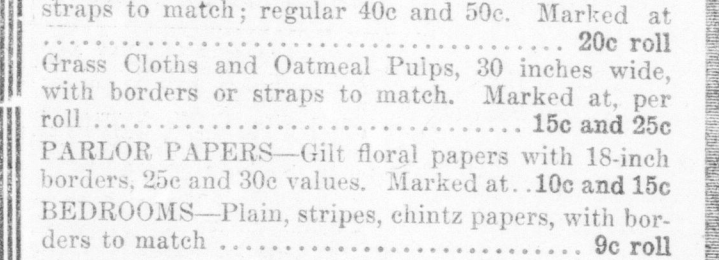 straps to match; regular 40c and 50c. Marked at
........................................ 20c roll
Grass Cloths and Oatmeal Pulps, 30 inches wide,
with borders or straps to match. Marked at, per
roll ................................. 15c and 25c
PARLOR PAPERS—Gilt floral papers with 18-inch
borders, 25c and 30c values. Marked at. .10c and 15c
BEDROOMS—Plain, stripes, chintz papers, with bor-
ders to match ............................ 9c roll